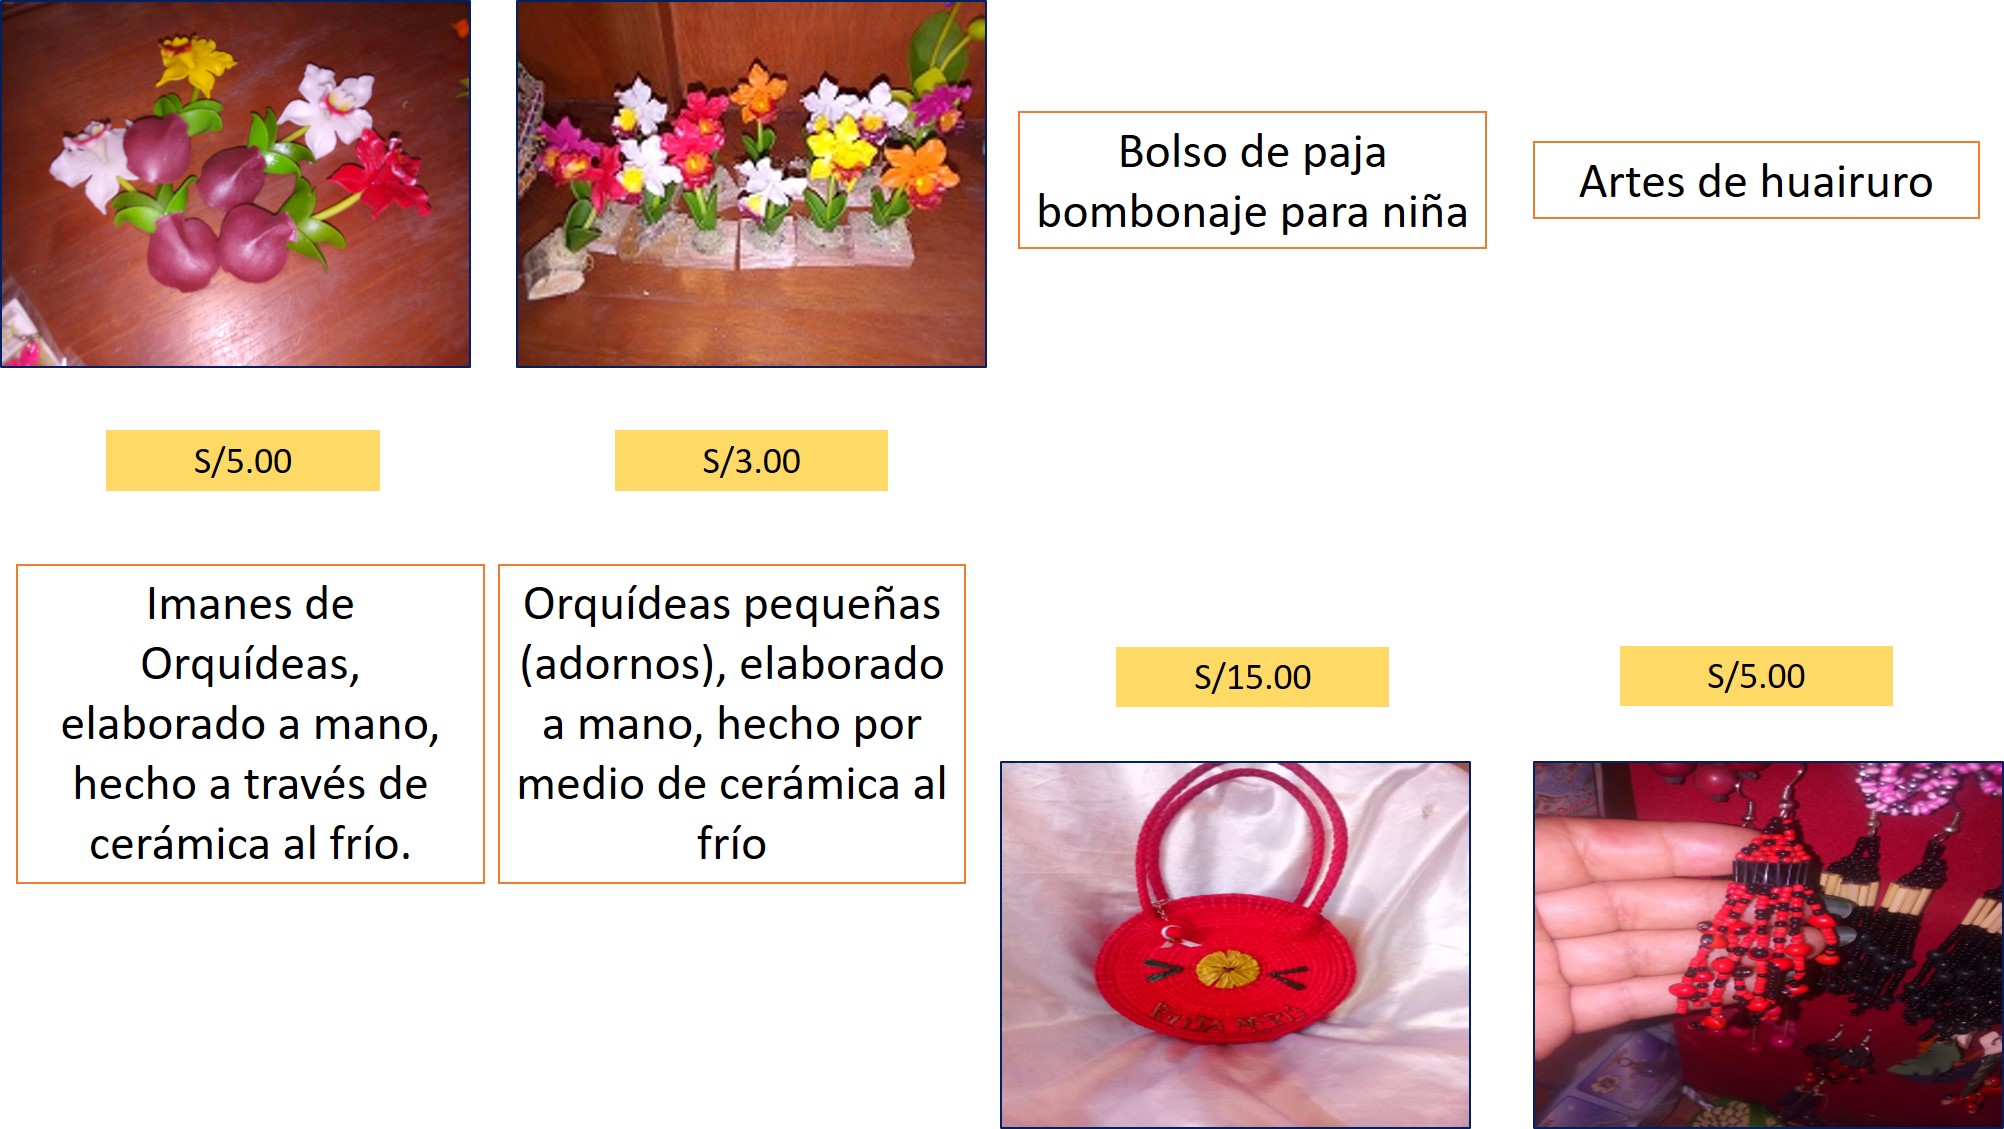 S/5.00
Imanes de
Orquídeas,
elaborado a mano,
hecho a través de
cerámica al frío.
S/3.00
Orquídeas pequeñas
(adornos), elaborado
a mano, hecho por
medio de cerámica al
frío
Bolso de paja
bombonaje para niña
S/15.00
Artes de huairuro
S/5.00